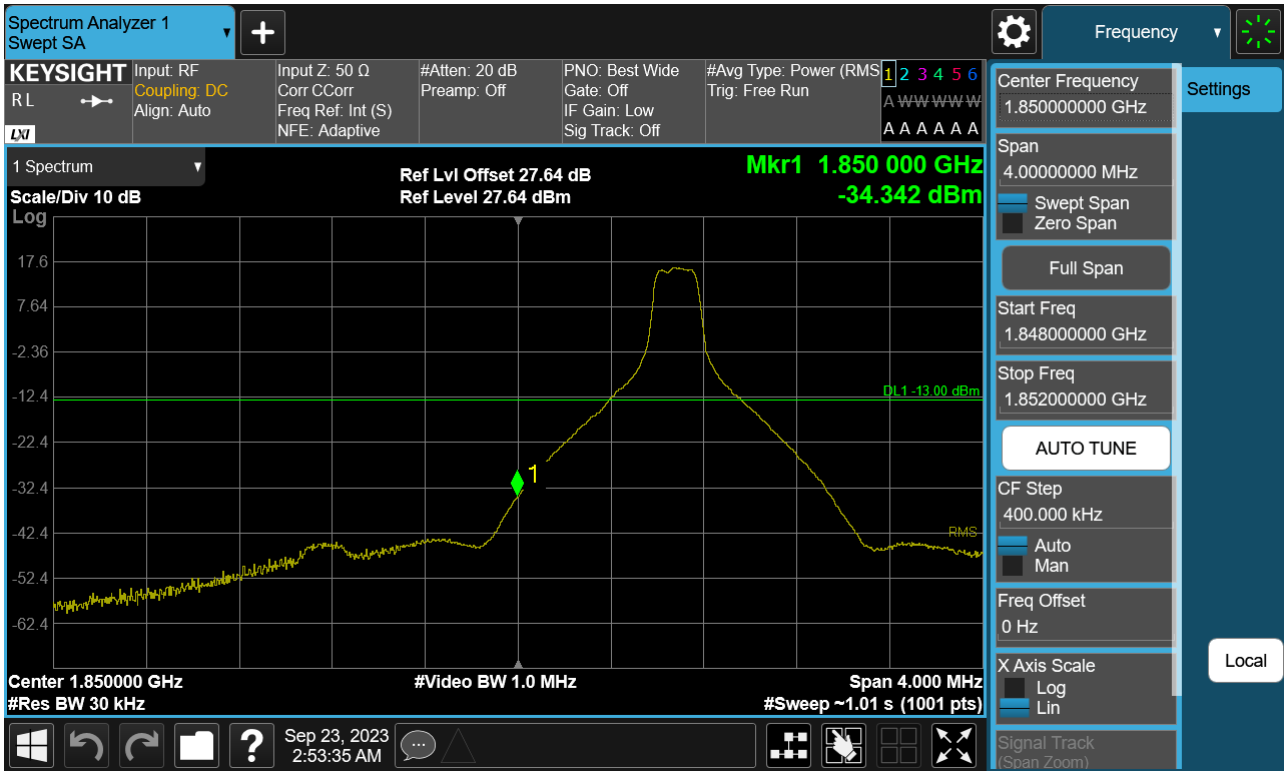 Spectrum Analyzer 1
Swept SA
Frequency
KEYSIGHT
R L
LXI
Input: RF
Coupling: DC
Align: Auto
Input Z: 50 Ω
Corr CCorr
Freq Ref: Int (S)
NFE: Adaptive
#Atten: 20 dB
Preamp: Off
PNO: Best Wide
Gate: Off
IF Gain: Low
Sig Track: Off
#Avg Type: Power (RMS
Trig: Free Run
1 2 3 4 5 6
A W W W W W
A A A A A A
1 Spectrum
Scale/Div 10 dB
Log
Ref Lvl Offset 27.64 dB
Ref Level 27.64 dBm
Mkr1 1.850 000 GHz
-34.342 dBm
17.6
7.64
-2.36
-12.4
-22.4
-32.4
-42.4
-52.4
-62.4
DL1 -13.00 dBm
1
RMS
Center 1.850000 GHz
#Res BW 30 kHz
#Video BW 1.0 MHz
Span 4.000 MHz
#Sweep ~1.01 s (1001 pts)
Center Frequency
1.850000000 GHz
Span
4.00000000 MHz
Swept Span
Zero Span
Full Span
Start Freq
1.848000000 GHz
Stop Freq
1.852000000 GHz
AUTO TUNE
CF Step
400.000 kHz
Auto
Man
Freq Offset
0 Hz
X Axis Scale
Log
Lin
Signal Track
(Span Zoom)
Settings
Local
?
Sep 23, 2023
2:53:35 AM